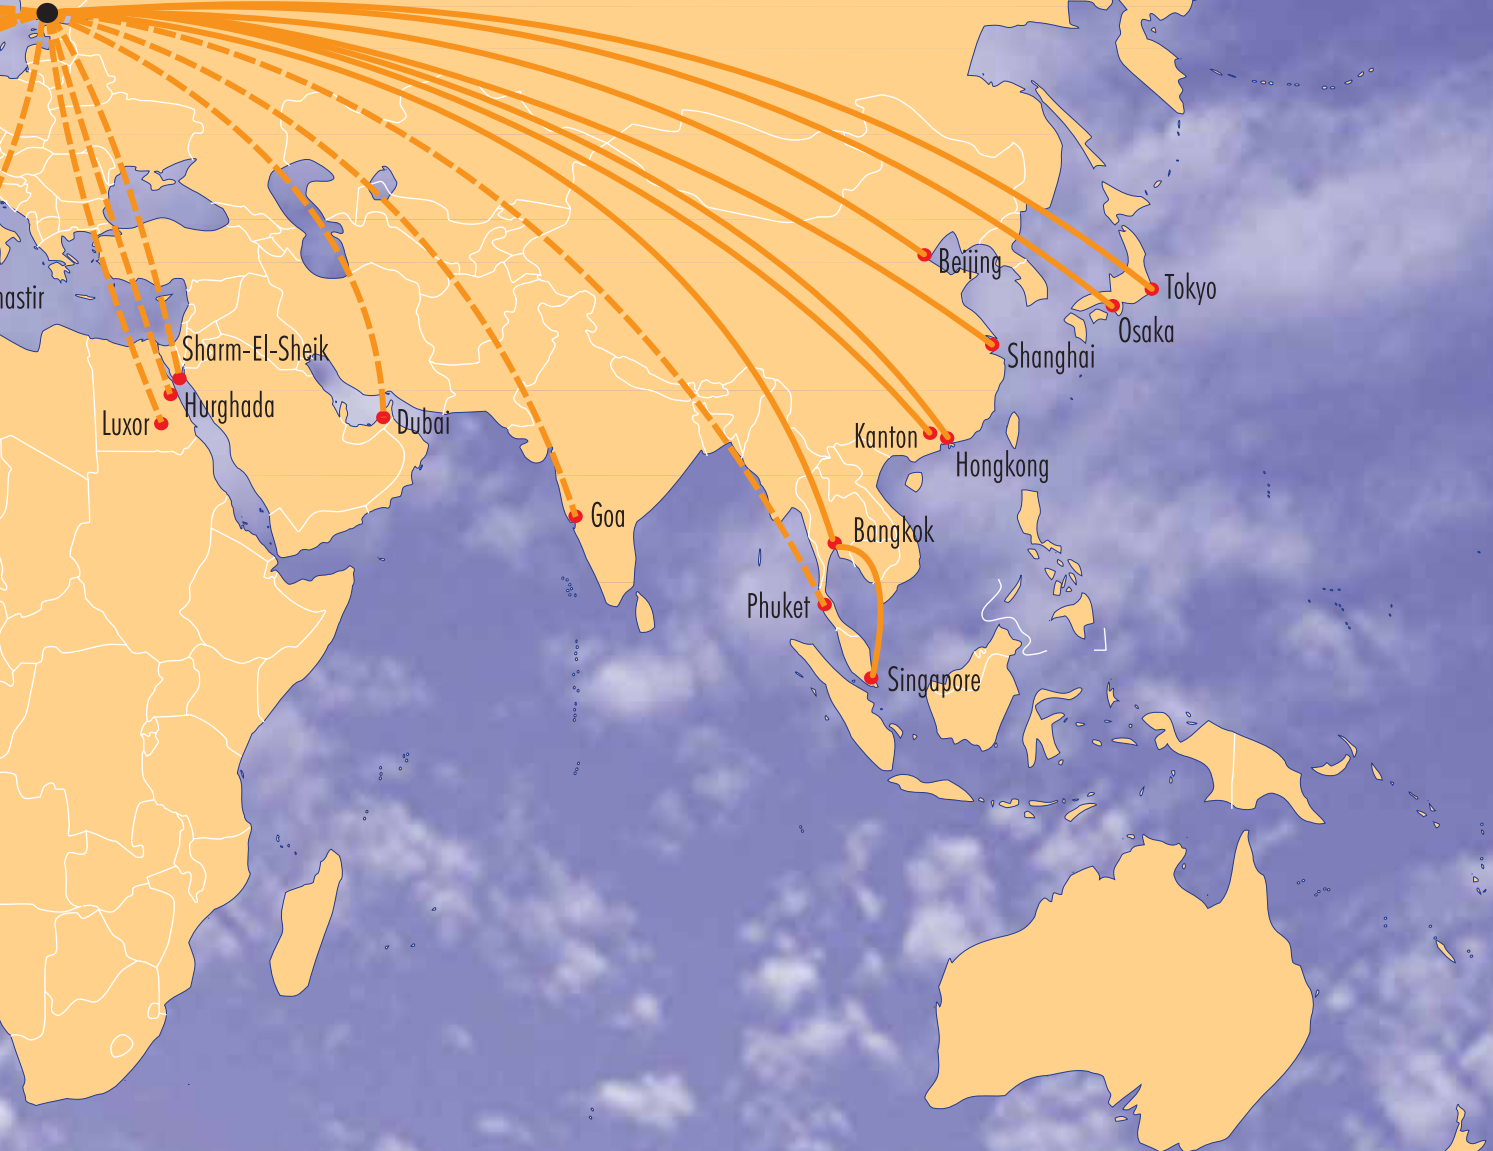 Beijing
Tokyo
nastir
Osaka
Sharm-El-Sheik
Shanghai
Hurghada
Luxor
Dubai
Kanton
Hongkong
Goa
Bangkok
Phuket
Singapore